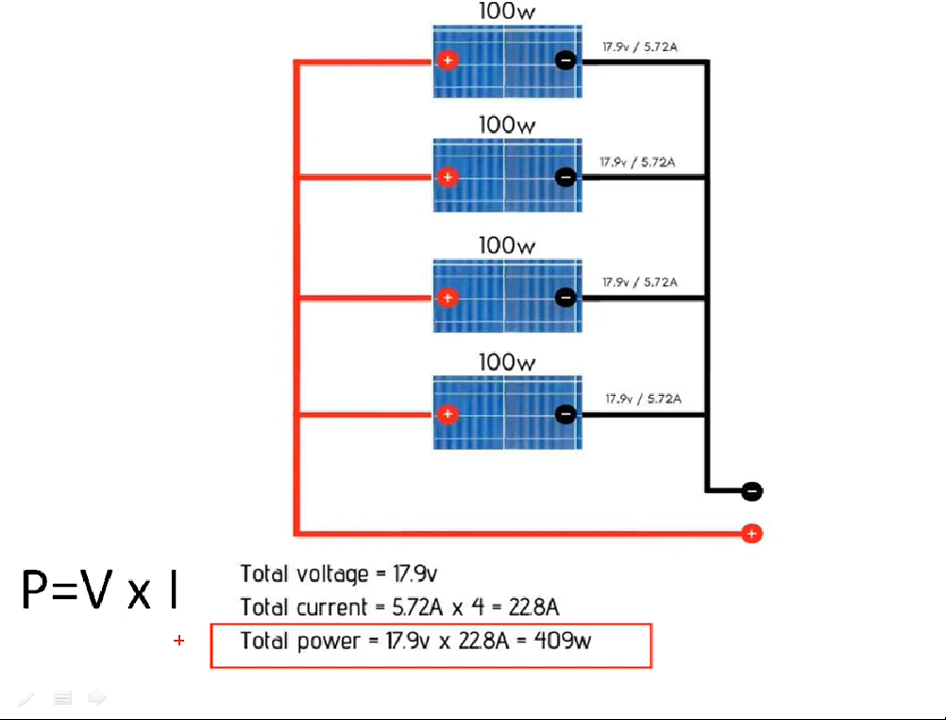 100w
+
−
17.9v / 5.72A
100w
+
−
17.9v / 5.72A
100w
+
−
17.9v / 5.72A
100w
+
−
17.9v / 5.72A
−
+
P=V x I
Total voltage = 17.9v
Total current = 5.72A x 4 = 22.8A
Total power = 17.9v x 22.8A = 409w
+